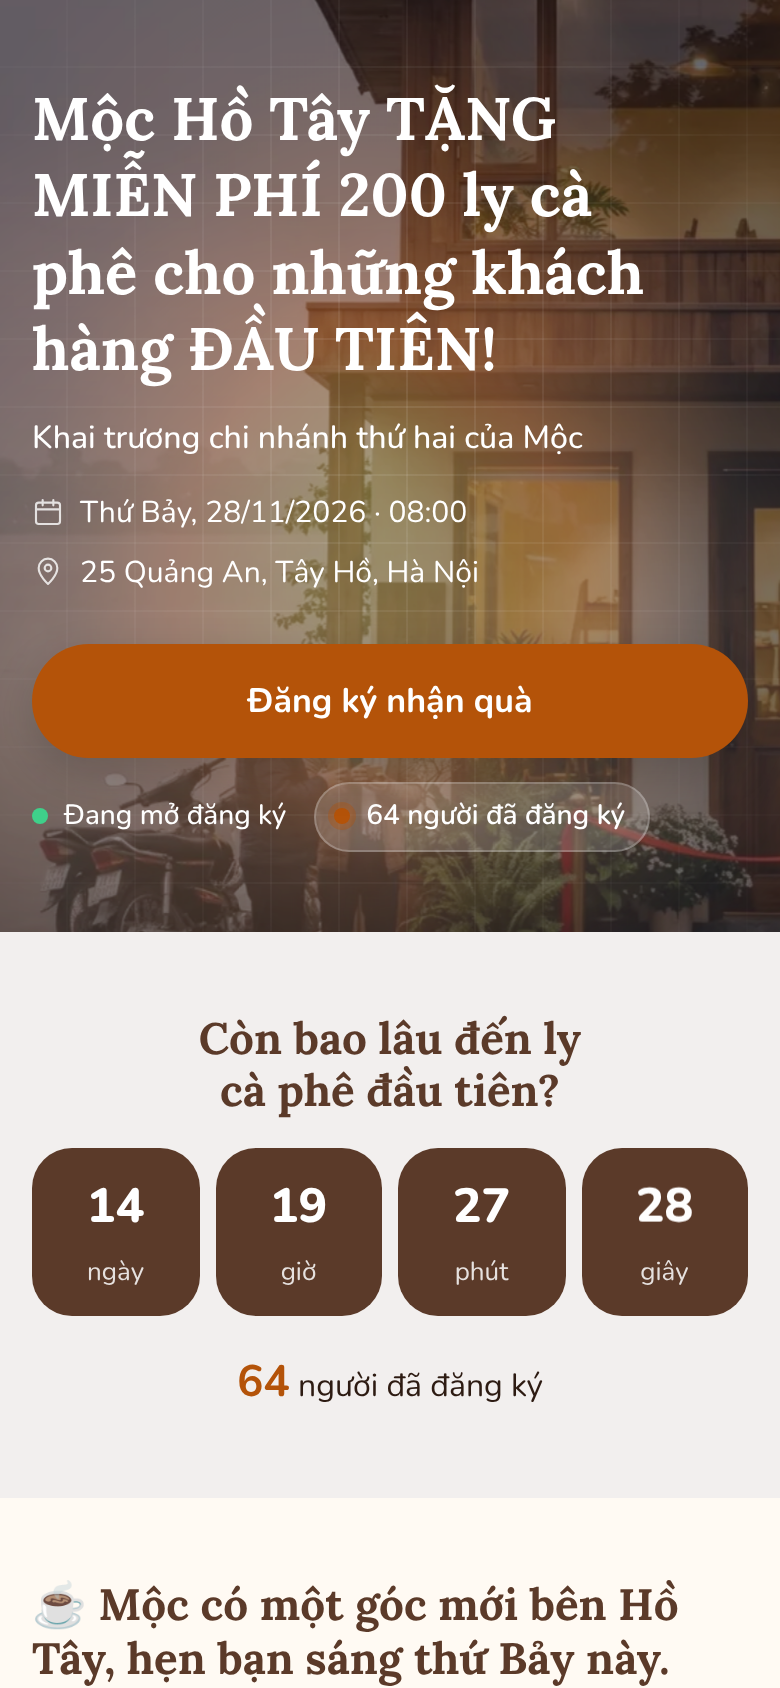 Mộc Hồ Tây TẶNG
MIỄN PHÍ 200 ly cà
phê cho những khách
hàng ĐẦU TIÊN!
Khai trương chi nhánh thứ hai của Mộc
Thứ Bảy, 28/11/2026 · 08:00
25 Quảng An, Tây Hồ, Hà Nội
Đăng ký nhận quà
Đang mở đăng ký
64 người đã đăng ký
Còn bao lâu đến ly
cà phê đầu tiên?
14 19 27 28
ngày giờ phút giây
64 người đã đăng ký
☕ Mộc có một góc mới bên Hồ
Tây, hẹn bạn sáng thứ Bảy này.